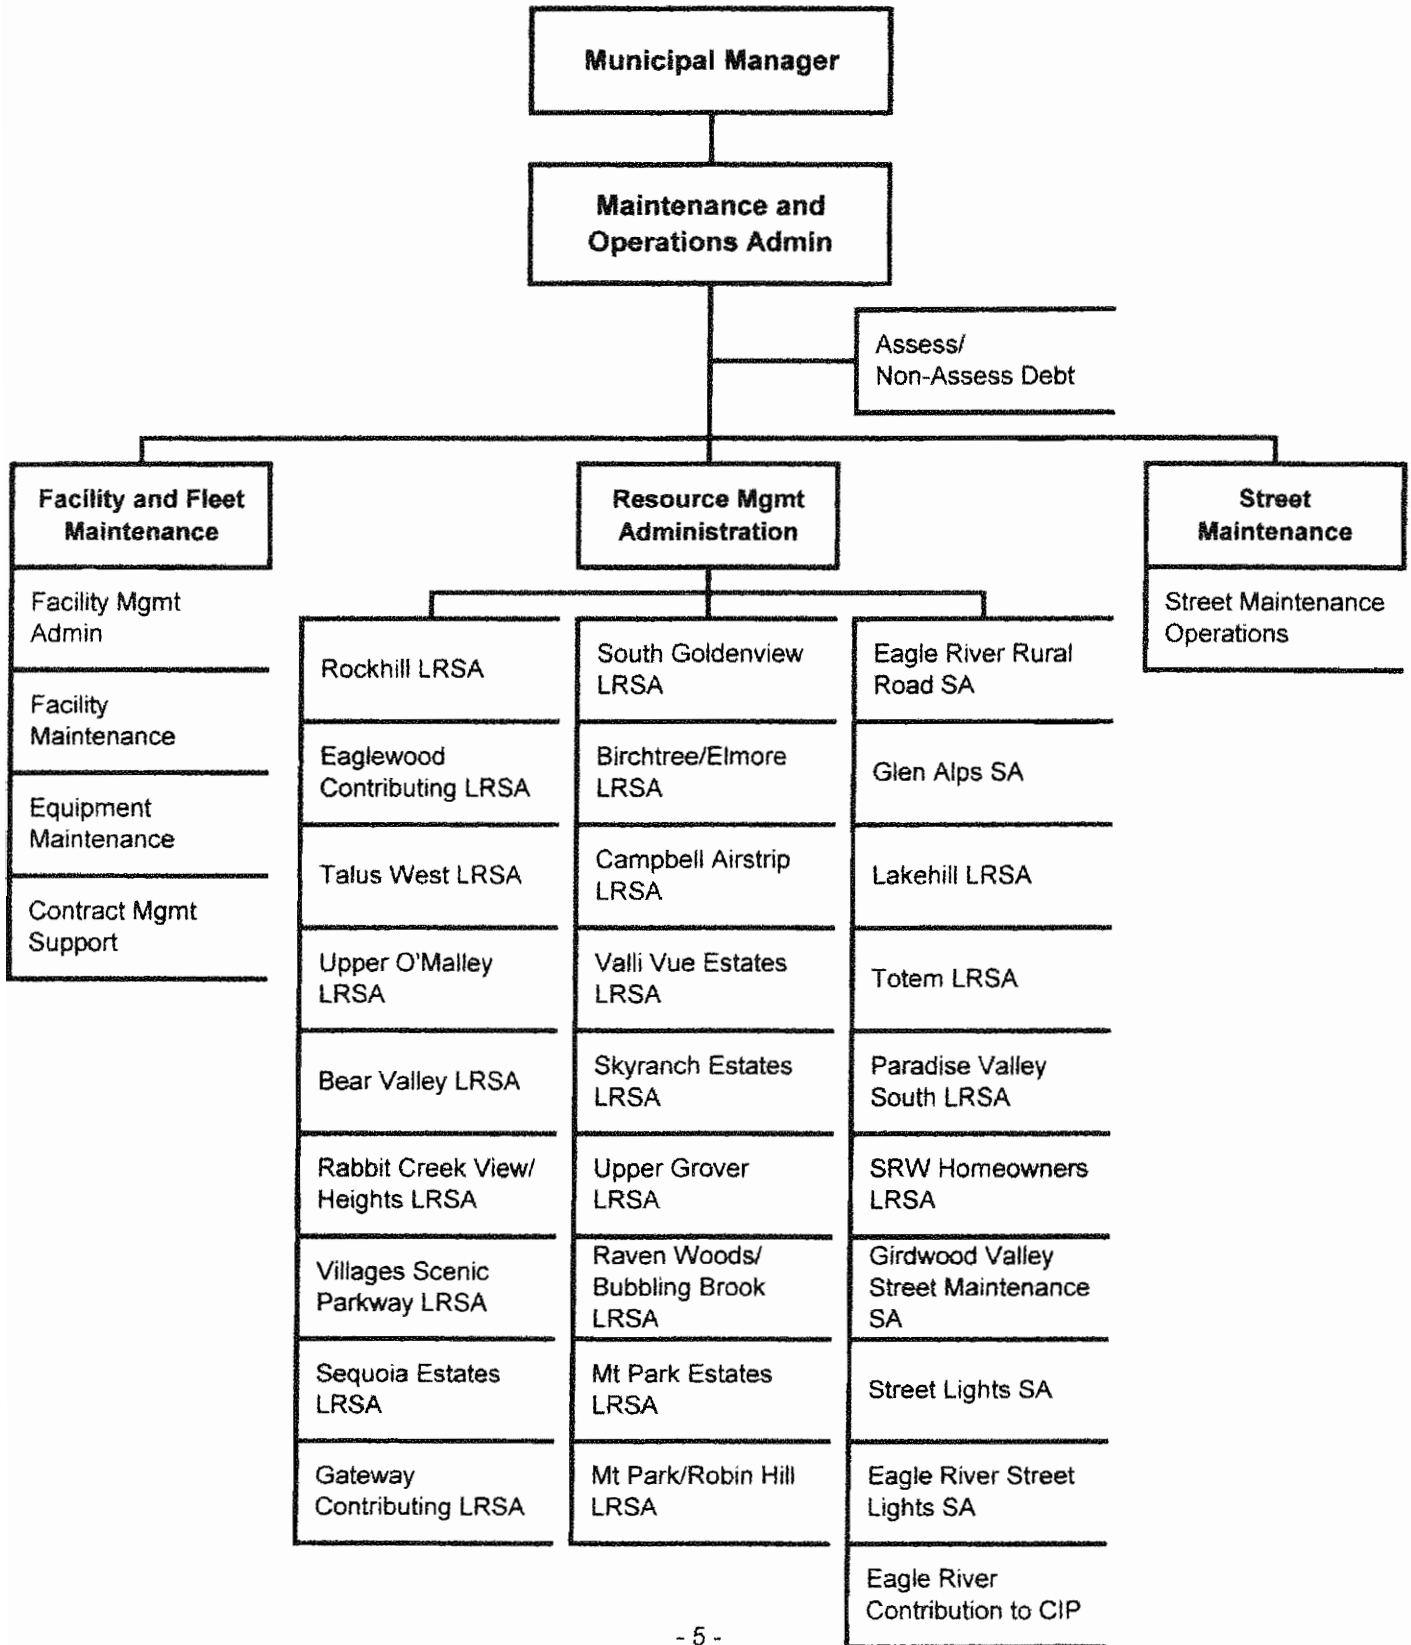 Municipal Manager
Maintenance and
Operations Admin
Assess/
Non-Assess Debt
Facility and Fleet
Maintenance
Facility Mgmt
Admin
Facility
Maintenance
Equipment
Maintenance
Contract Mgmt
Support
Resource Mgmt
Administration
Rockhill LRSA
Eaglewood
Contributing LRSA
Talus West LRSA
Upper O'Malley
LRSA
Bear Valley LRSA
Rabbit Creek View/
Heights LRSA
Villages Scenic
Parkway LRSA
Sequoia Estates
LRSA
Gateway
Contributing LRSA
South Goldenview
LRSA
Birchtree/Elmore
LRSA
Campbell Airstrip
LRSA
Valli Vue Estates
LRSA
Skyranch Estates
LRSA
Upper Grover
LRSA
Raven Woods/
Bubbling Brook
LRSA
Mt Park Estates
LRSA
Mt Park/Robin Hill
LRSA
Eagle River Rural
Road SA
Glen Alps SA
Lakehill LRSA
Totem LRSA
Paradise Valley
South LRSA
SRW Homeowners
LRSA
Girdwood Valley
Street Maintenance
SA
Street Lights SA
Eagle River Street
Lights SA
Eagle River
Contribution to CIP
Street
Maintenance
Street Maintenance
Operations
- 5 -